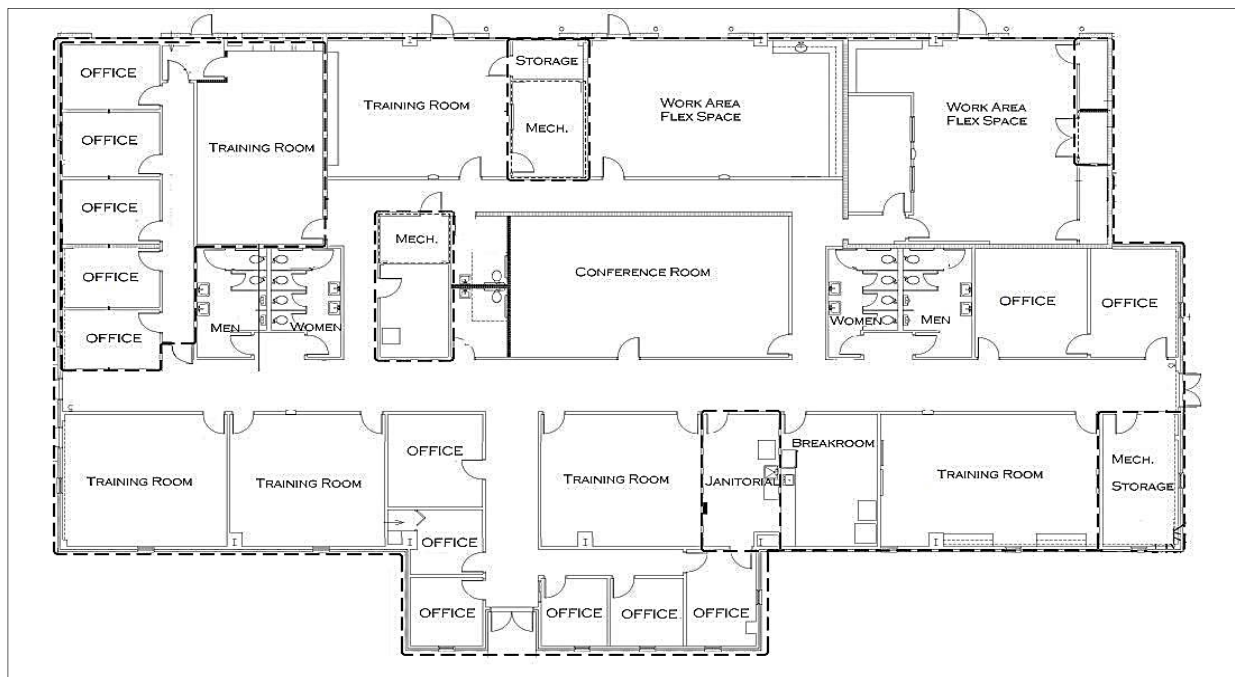 OFFICE
TRAINING ROOM
TRAINING ROOM
STORAGE
MECH.
WORK AREA
FLEX SPACE
WORK AREA
FLEX SPACE
OFFICE
OFFICE
OFFICE
OFFICE
MEN
WOMEN
MECH.
CONFERENCE ROOM
WOMEN
MEN
OFFICE
OFFICE
TRAINING ROOM
TRAINING ROOM
OFFICE
OFFICE
OFFICE
TRAINING ROOM
JANITORIAL
BREAKROOM
TRAINING ROOM
MECH.
STORAGE
OFFICE
OFFICE
OFFICE